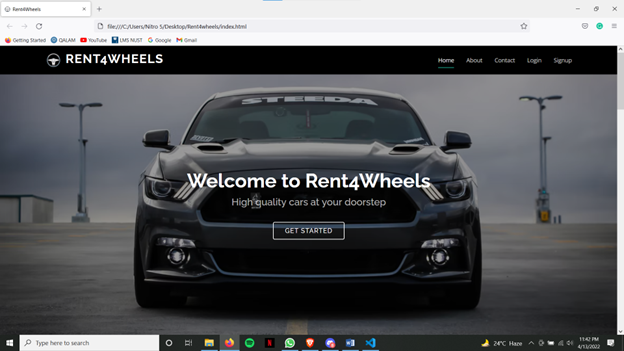 Rent4Wheels
file:///C:/Users/Nitro 5/Desktop/Rent4wheels/index.html
Getting Started QALAM YouTube LMS NUST Google Gmail
RENT4WHEELS
Home About Contact Login Signup
STEEDA
Welcome to Rent4Wheels
High quality cars at your doorstep
GET STARTED
Type here to search
24°C Haze
11:42 PM
4/13/2022